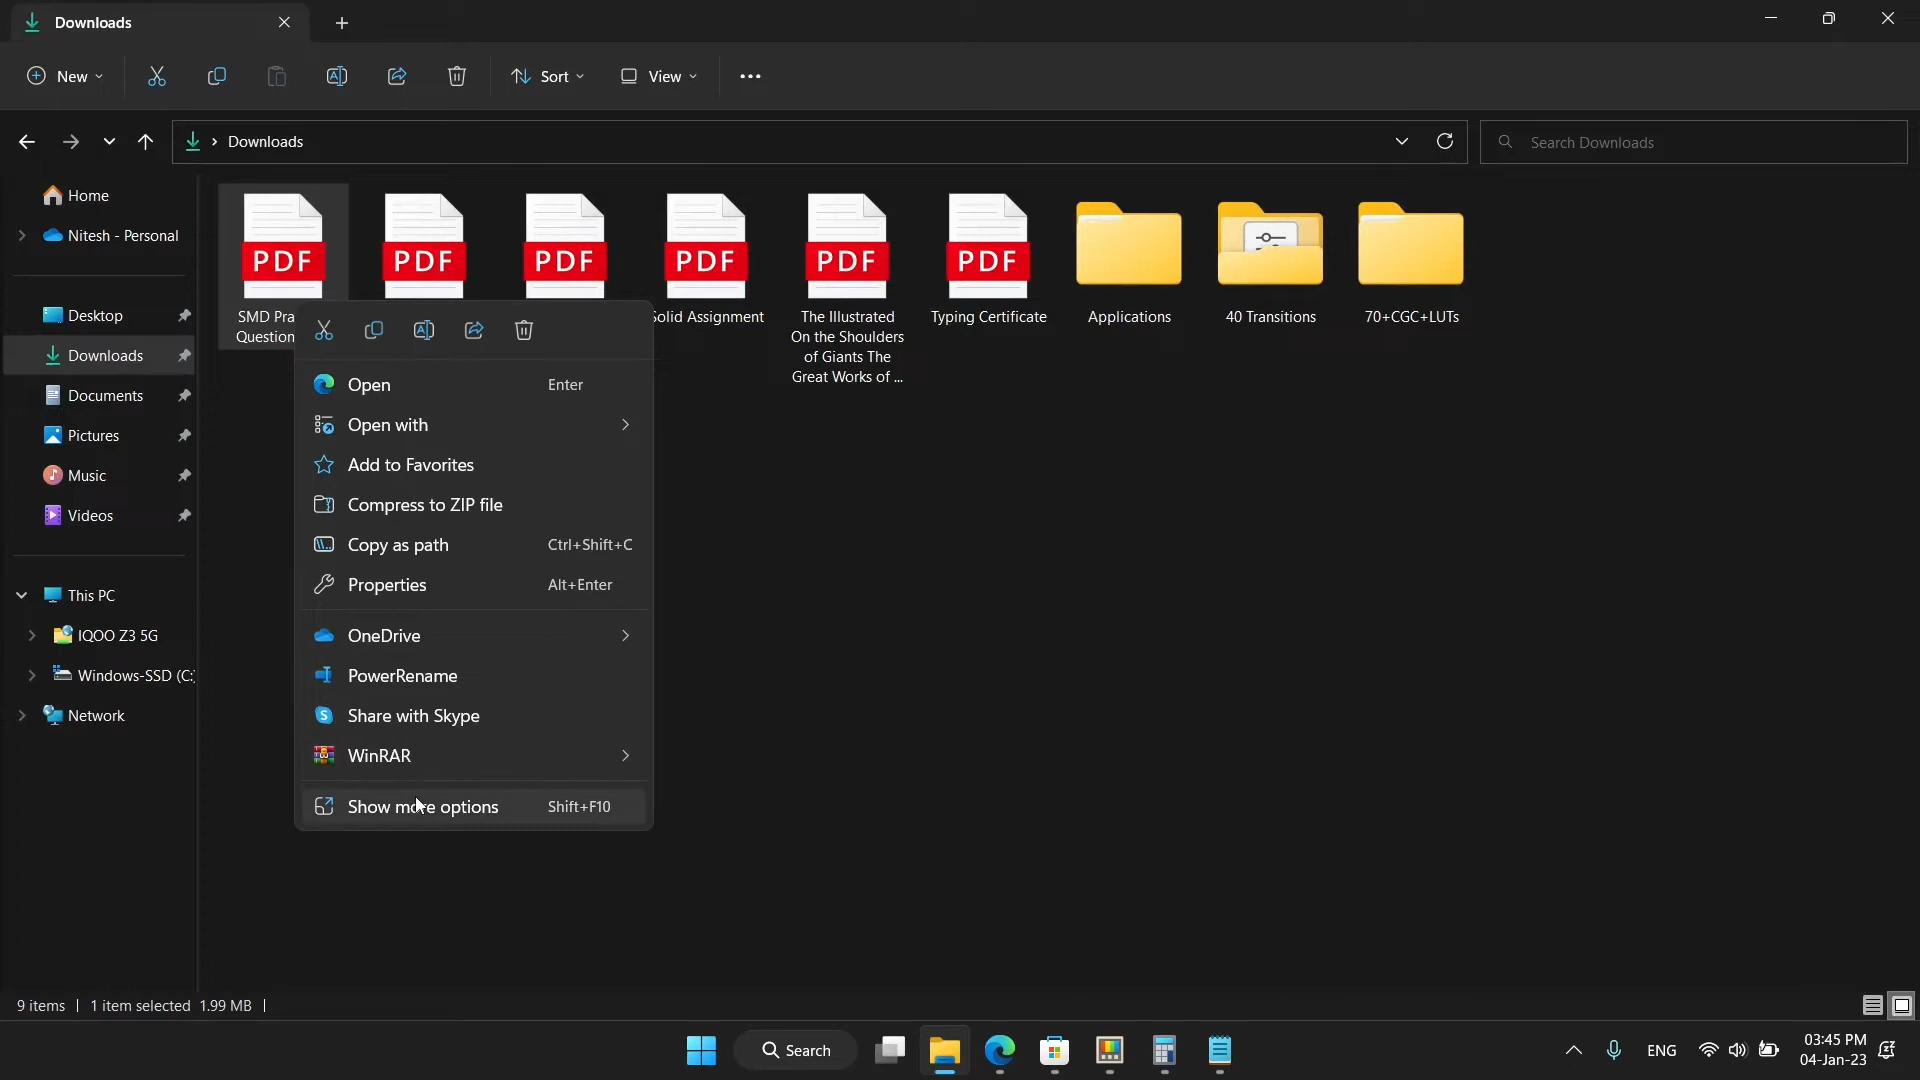 Downloads
New
Sort
View
Downloads
Search Downloads
Home
Nitesh - Personal
Desktop
Downloads
Documents
Pictures
Music
Videos
This PC
IQOO Z3 5G
Windows-SSD (C:)
Network
PDF
PDF
PDF
PDF
PDF
PDF
SMD Pra
Question
Solid Assignment
The Illustrated
On the Shoulders
of Giants The
Great Works of ...
Typing Certificate
Applications
40 Transitions
70+CGC+LUTs
Open Enter
Open with
Add to Favorites
Compress to ZIP file
Copy as path Ctrl+Shift+C
Properties Alt+Enter
OneDrive
PowerRename
Share with Skype
WinRAR
Show more options Shift+F10
9 items 1 item selected 1.99 MB
Search
ENG
03:45 PM
04-Jan-23